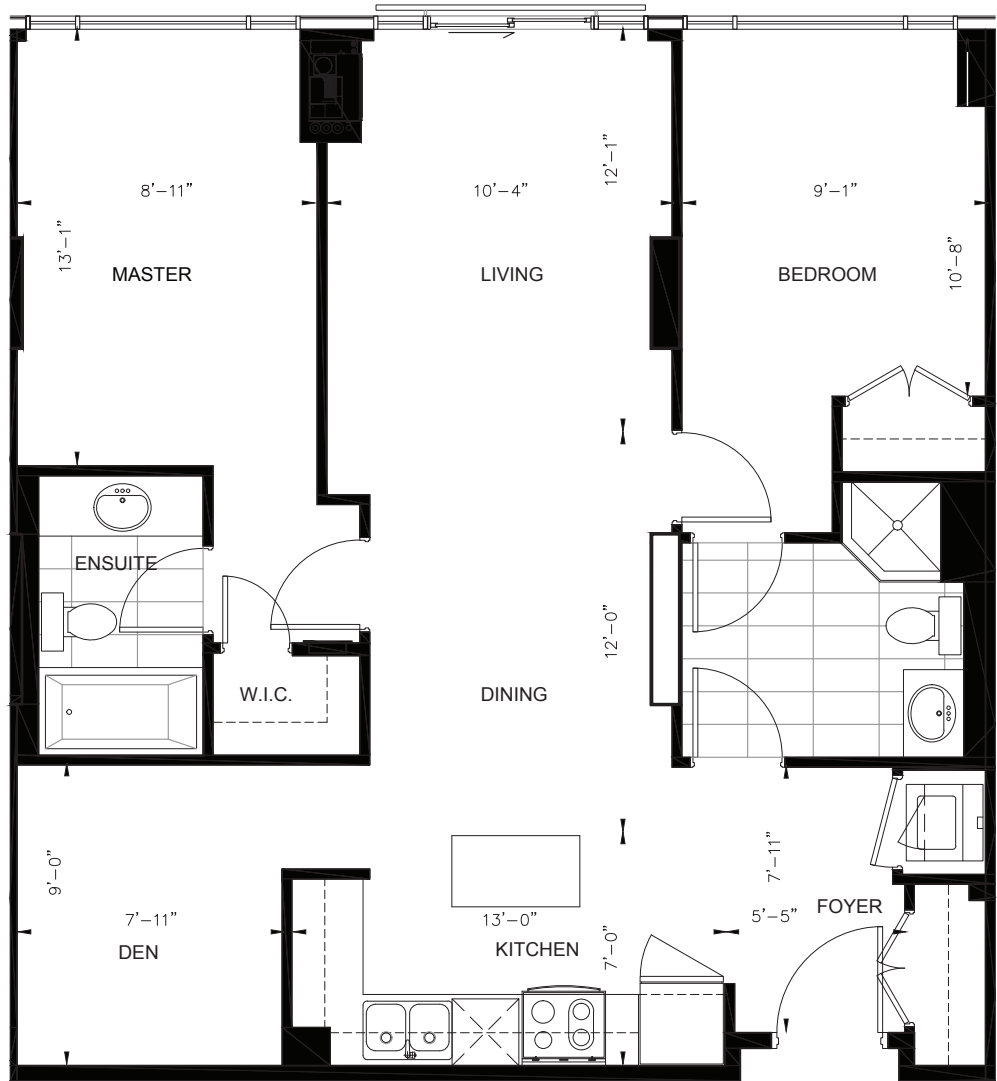 12'-1"
8'-11"
10'-4"
9'-1"
13'-1"
10'-8"
MASTER
LIVING
BEDROOM
ENSUITE
12'-0"
W.I.C.
DINING
9'-0"
7'-11"
7'-11"
13'-0"
5'-5"
FOYER
DEN
KITCHEN
7'-0"